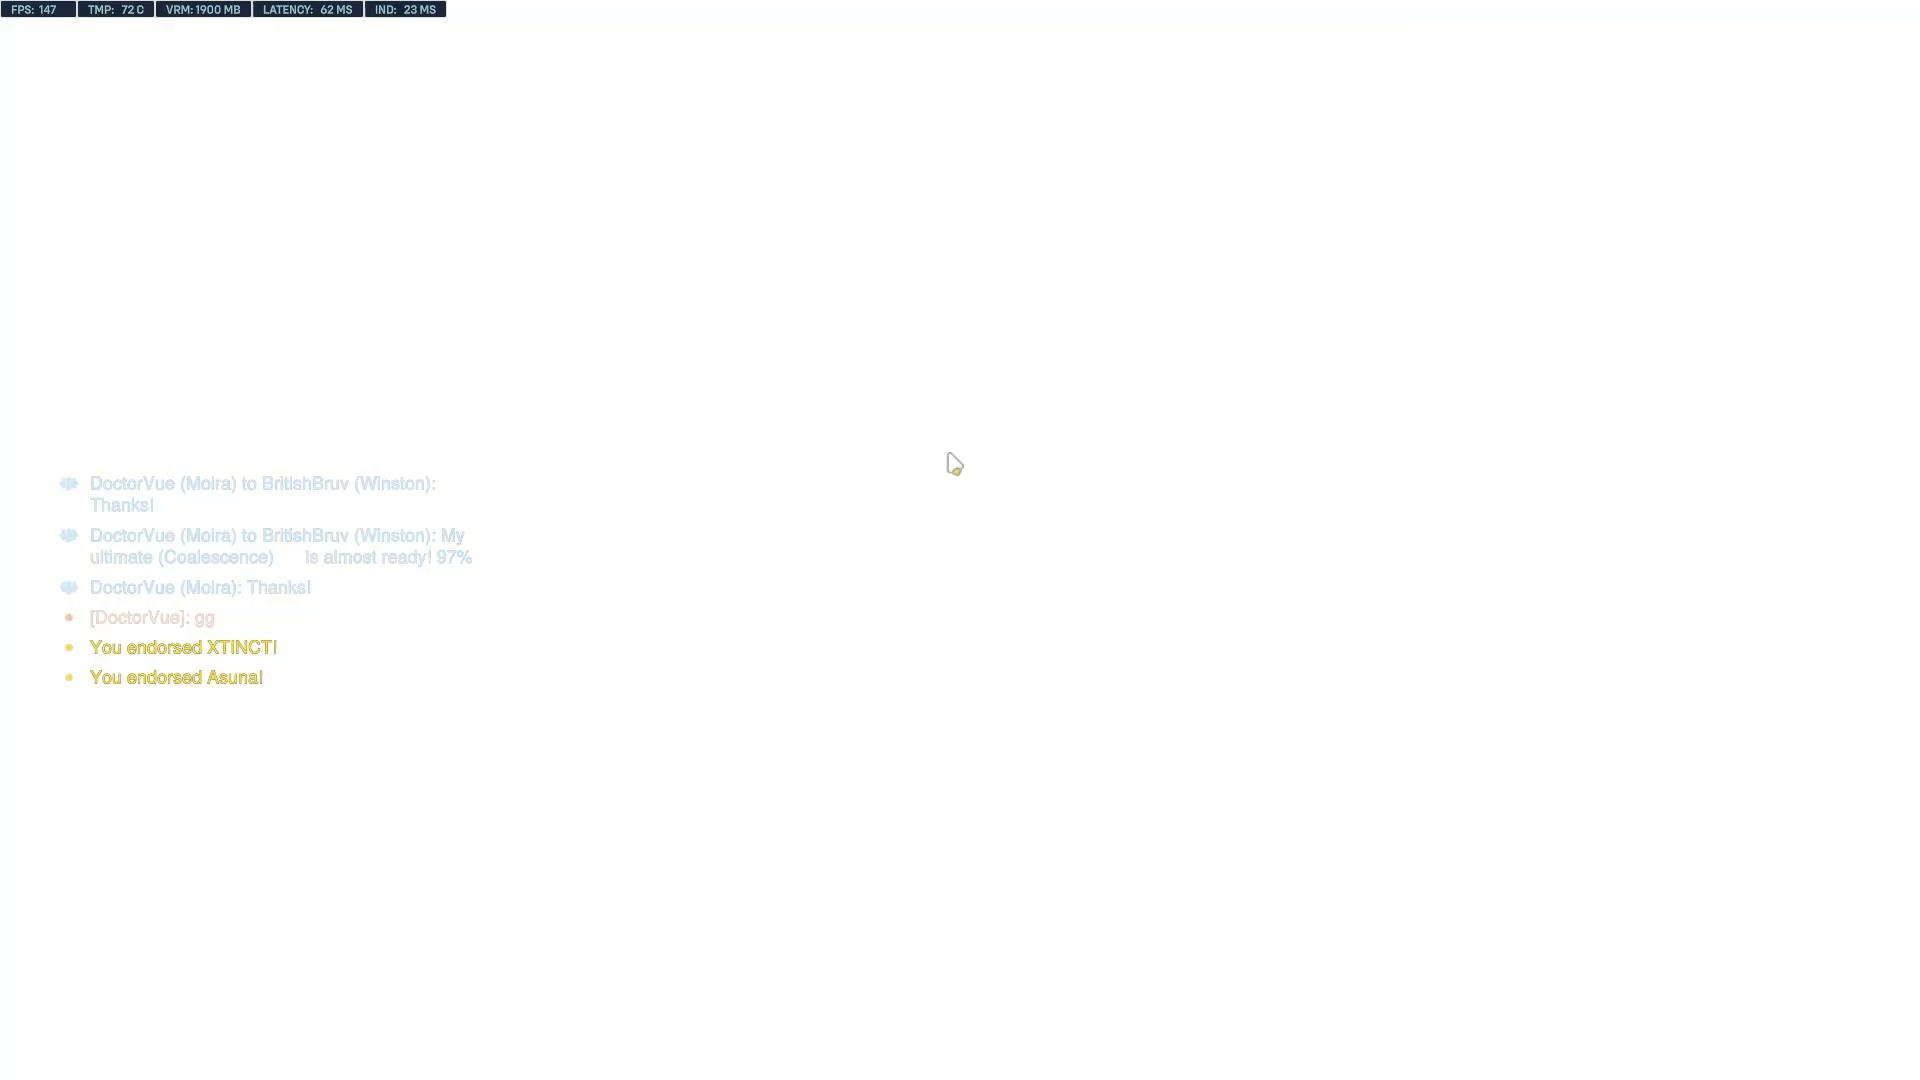 FPS: 147 TMP: 72 C VRM: 1900 MB LATENCY: 62 MS IND: 23 MS
DoctorVue (Moira) to BritishBruv (Winston):
Thanks!
DoctorVue (Moira) to BritishBruv (Winston): My
ultimate (Coalescence) is almost ready! 97%
DoctorVue (Moira): Thanks!
[DoctorVue]: gg
You endorsed XTINCT!
You endorsed Asuna!